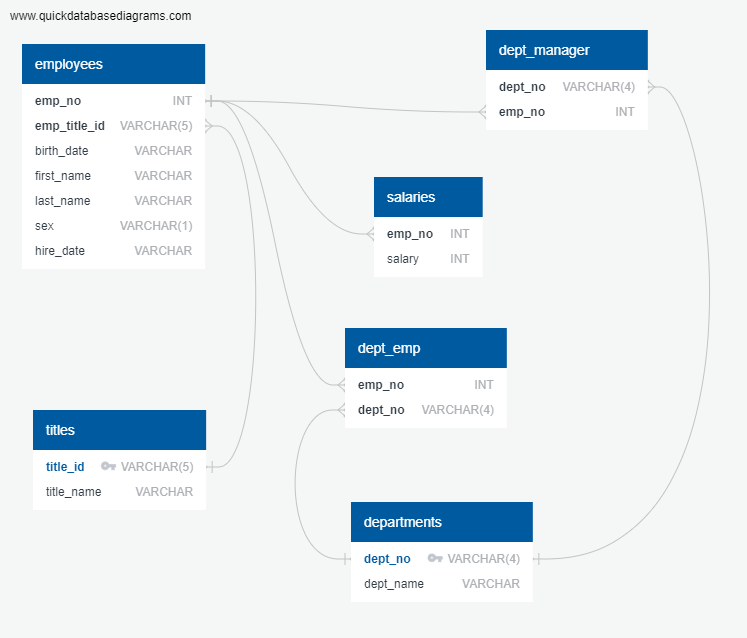 www.quickdatabasediagrams.com
employees
emp_no INT
emp_title_id VARCHAR(5)
birth_date VARCHAR
first_name VARCHAR
last_name VARCHAR
sex VARCHAR(1)
hire_date VARCHAR
dept_manager
dept_no VARCHAR(4)
emp_no INT
salaries
emp_no INT
salary INT
dept_emp
emp_no INT
dept_no VARCHAR(4)
titles
title_id VARCHAR(5)
title_name VARCHAR
departments
dept_no VARCHAR(4)
dept_name VARCHAR